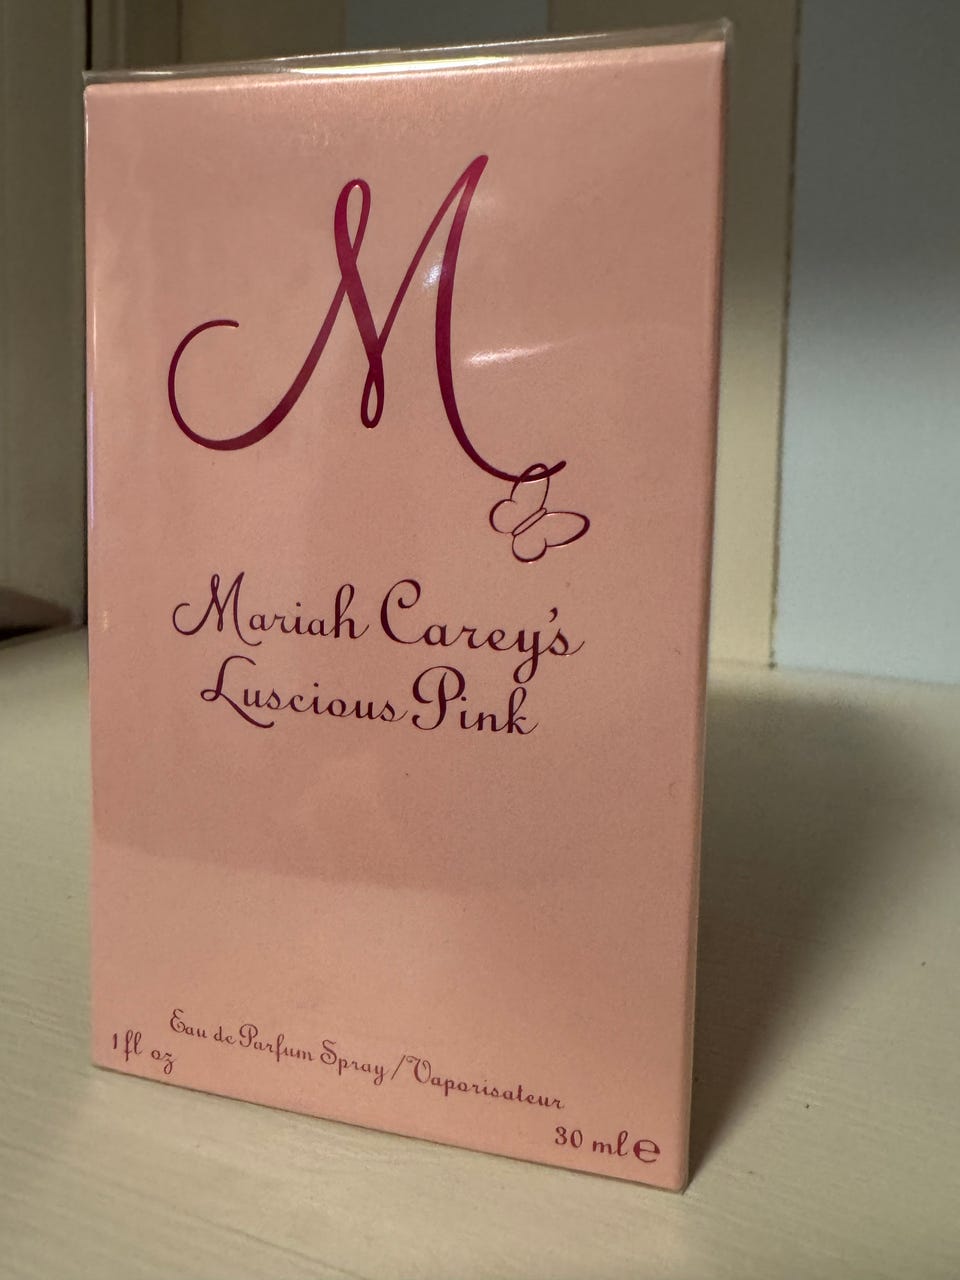 M
Mariah Carey's
Luscious Pink
Eau de Parfum Spray/Vaporisateur
1 fl oz
30 ml e